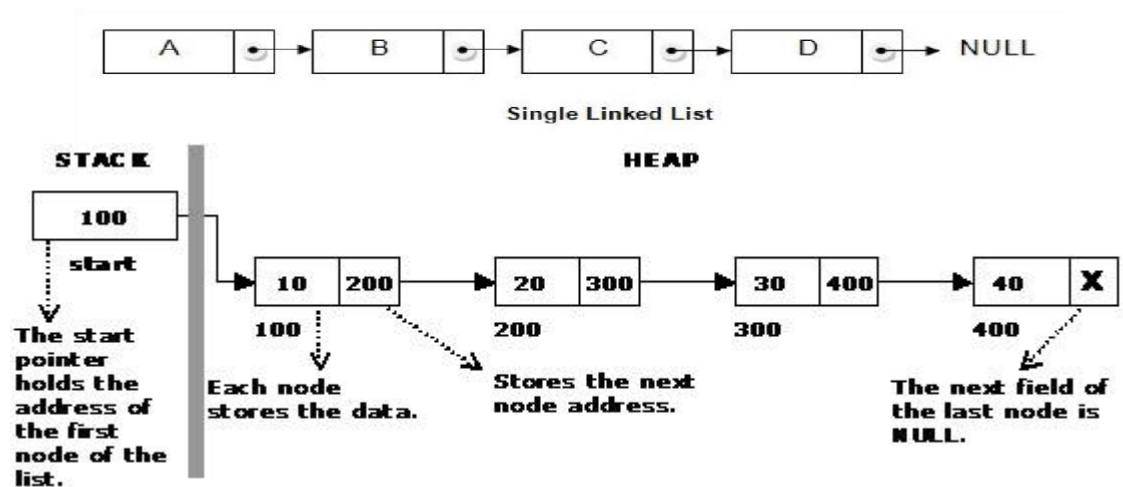 A B C D NULL
Single Linked List
STACK HEAP
100
start
10 200 20 300 30 400 40 X
100 200 300 400
The start
pointer
holds the
address of
the first
node of the
list.
Each node
stores the data.
Stores the next
node address.
The next field of
the last node is
NULL.